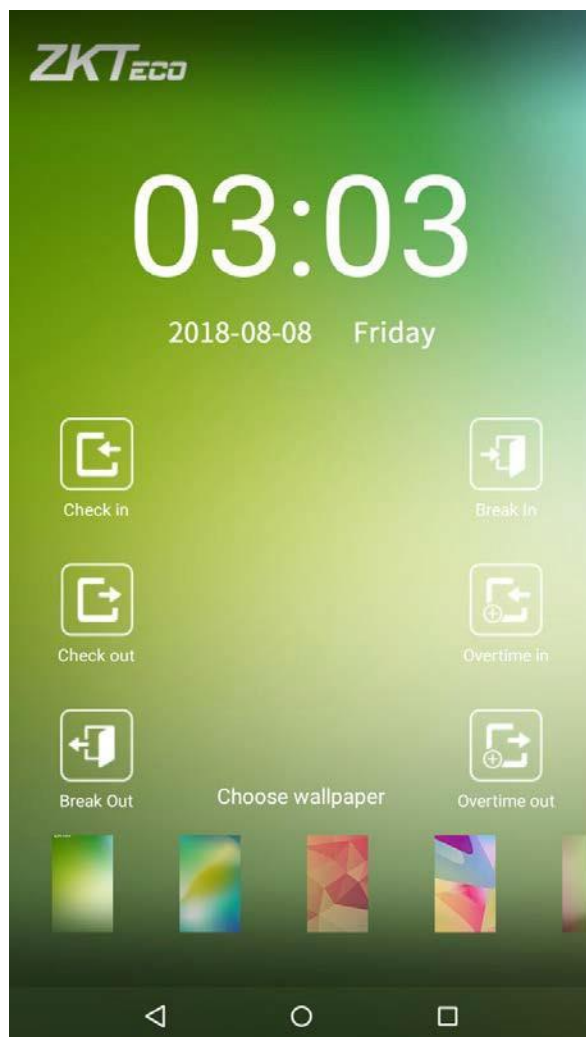 ZKTECO
03:03
2018-08-08 Friday
Check in
Break In
Check out
Overtime in
Break Out
Choose wallpaper
Overtime out